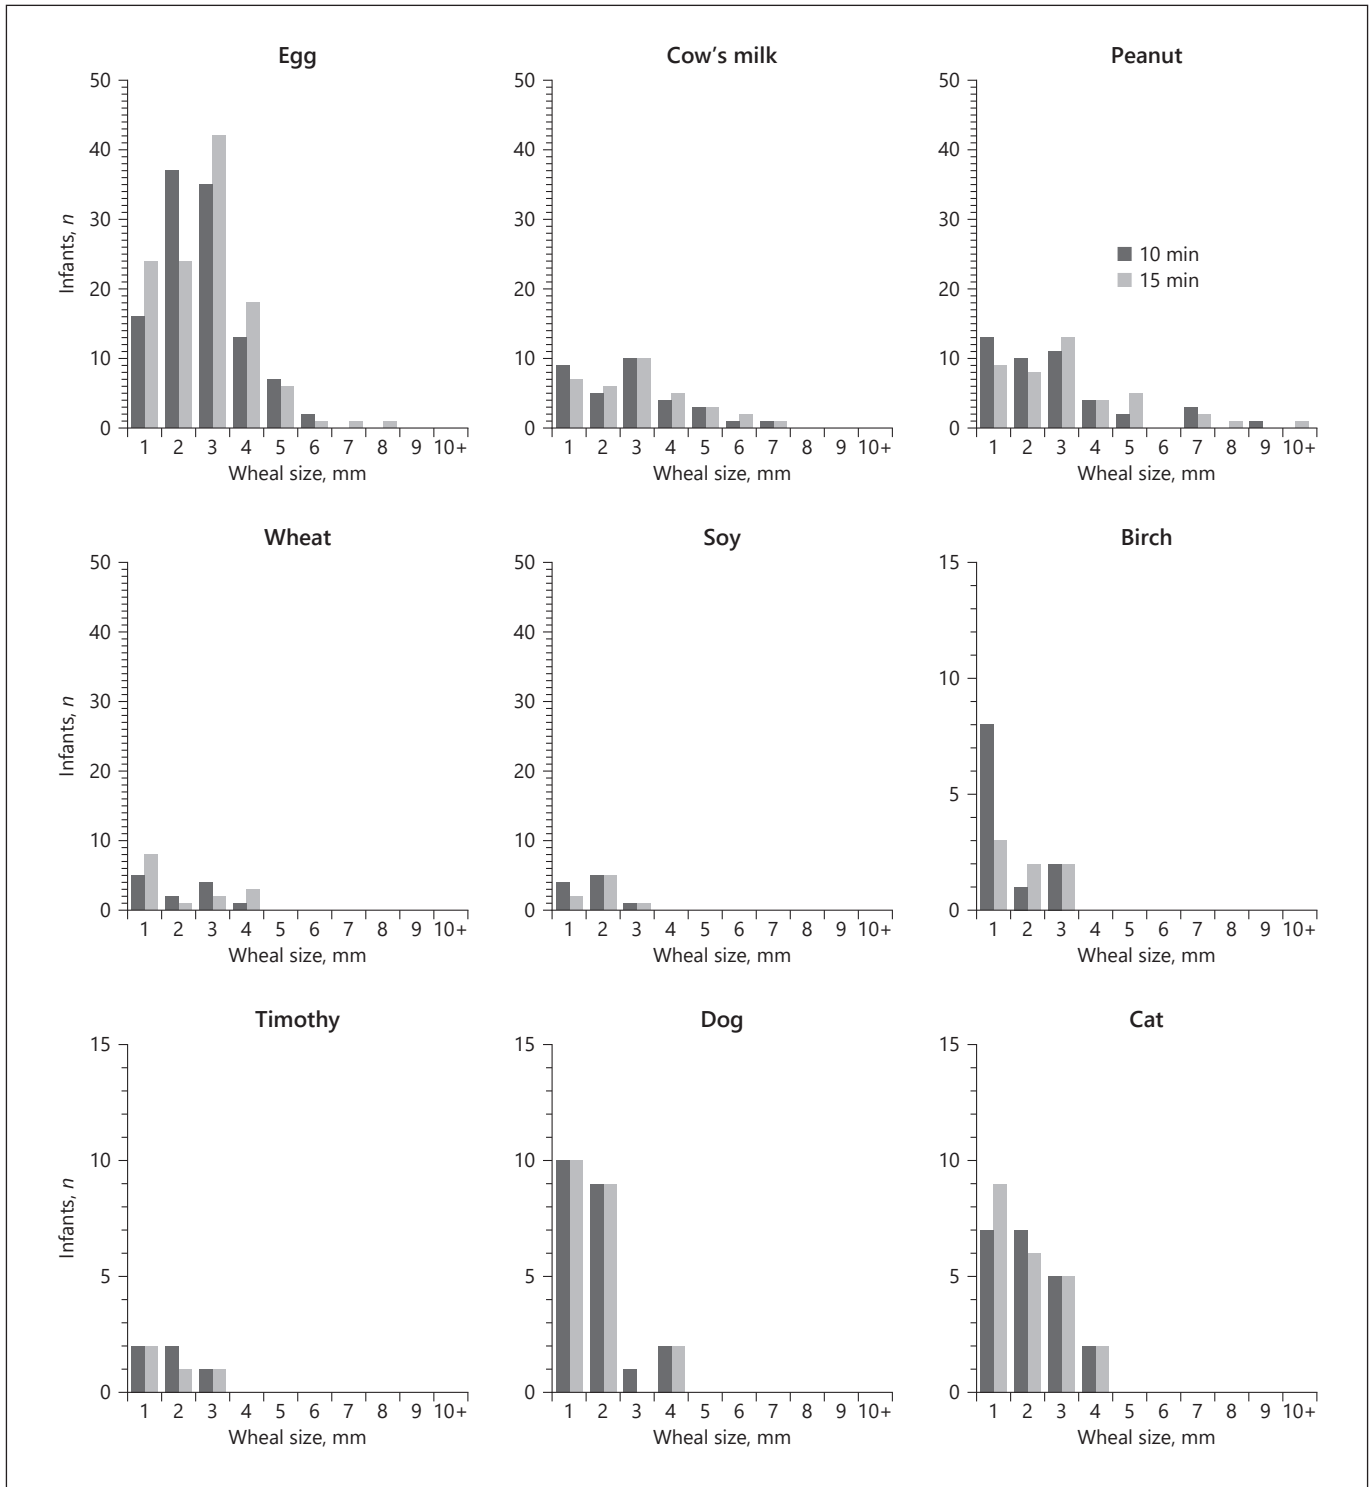 Egg
50
40
30
20
10
0
Infants, n
1 2 3 4 5 6 7 8 9 10+
Wheal size, mm
Cow's milk
50
40
30
20
10
0
1 2 3 4 5 6 7 8 9 10+
Wheal size, mm
Peanut
50
40
30
20
10
0
10 min
15 min
1 2 3 4 5 6 7 8 9 10+
Wheal size, mm
Wheat
50
40
30
20
10
0
Infants, n
1 2 3 4 5 6 7 8 9 10+
Wheal size, mm
Soy
50
40
30
20
10
0
1 2 3 4 5 6 7 8 9 10+
Wheal size, mm
Birch
15
10
5
0
1 2 3 4 5 6 7 8 9 10+
Wheal size, mm
Timothy
15
10
5
0
Infants, n
1 2 3 4 5 6 7 8 9 10+
Wheal size, mm
Dog
15
10
5
0
1 2 3 4 5 6 7 8 9 10+
Wheal size, mm
Cat
15
10
5
0
1 2 3 4 5 6 7 8 9 10+
Wheal size, mm